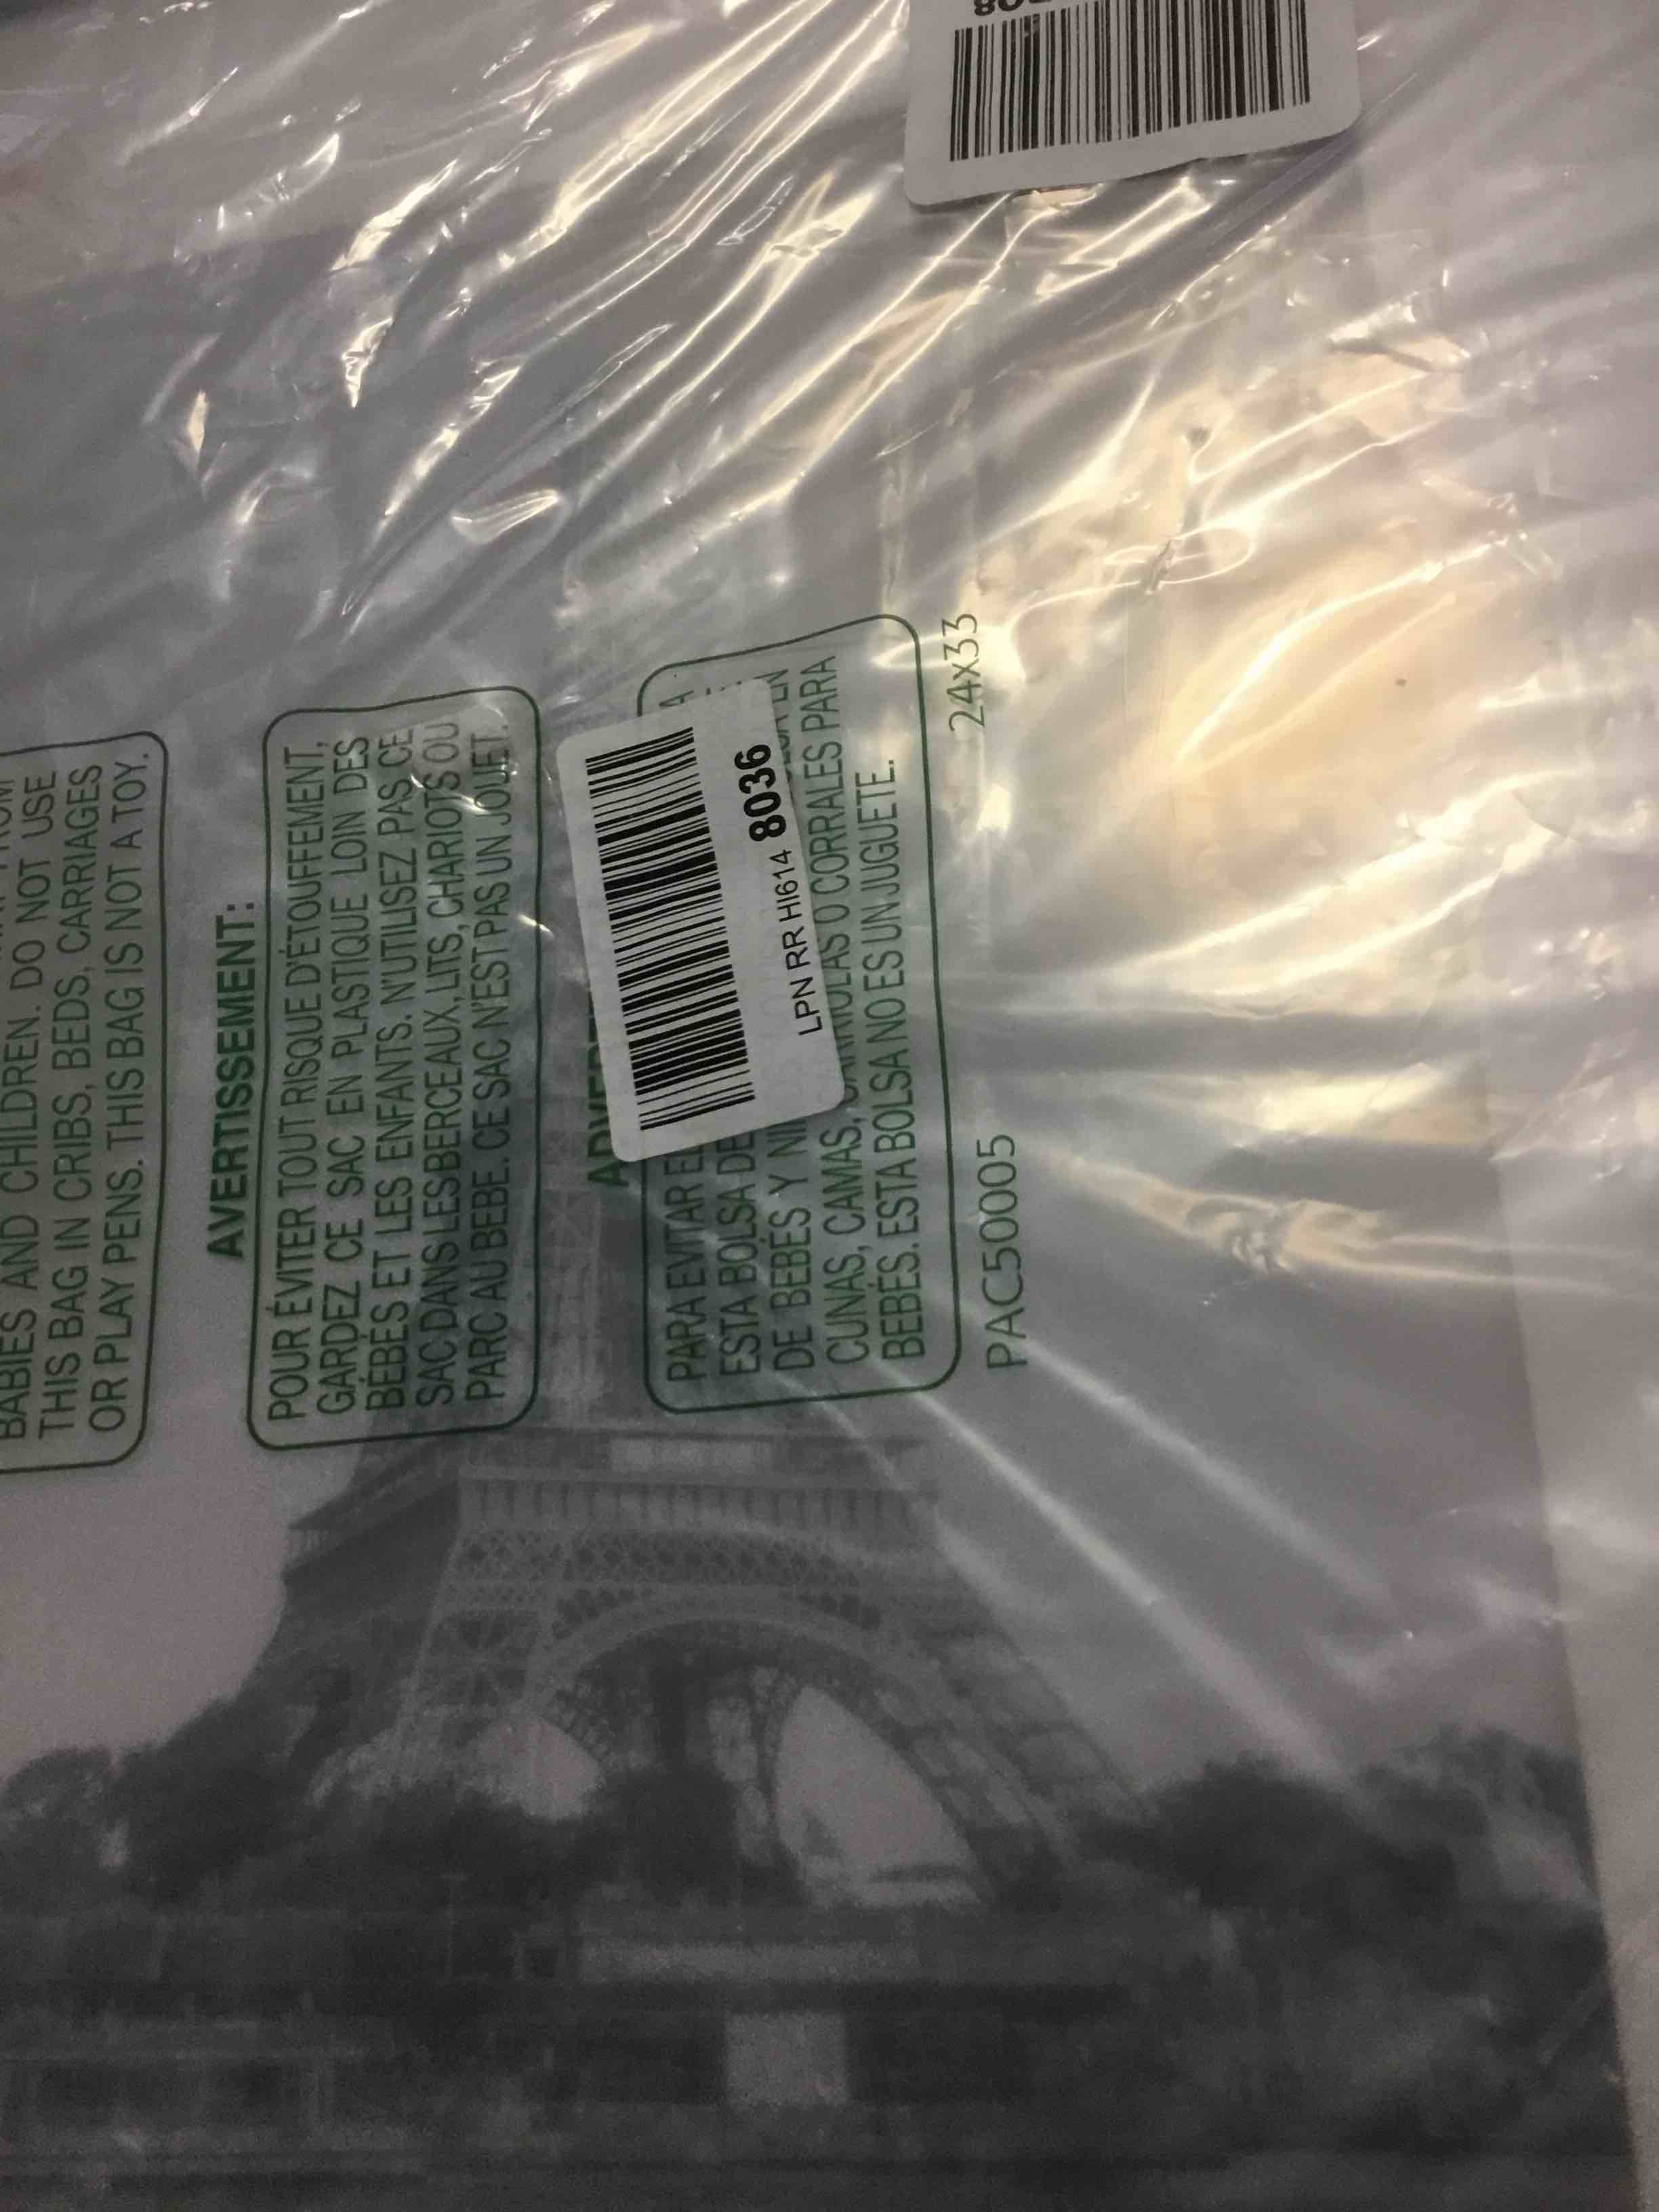 BABIES AND CHILDREN. DO NOT USE
THIS BAG IN CRIBS, BEDS, CARRIAGES
OR PLAY PENS. THIS BAG IS NOT A TOY.
AVERTISSEMENT:
POUR ÉVITER TOUT RISQUE D'ÉTOUFFEMENT,
GARDEZ CE SAC EN PLASTIQUE LOIN DES
BÉBÉS ET LES ENFANTS. N'UTILISEZ PAS CE
SAC DANS LES BERCEAUX, LITS, CHARIOTS OU
PARC AU BEBE. CE SAC N'EST PAS UN JOUET.
PARA EVITAR
ESTA BOLSA DE
DE BEBÉS Y
EN
CUNAS, CAMAS, O CORRALES PARA
BEBÉS. ESTA BOLSA NO ES UN JUGUETE.
PAC50005 24x33
LPN RR HI614 8036